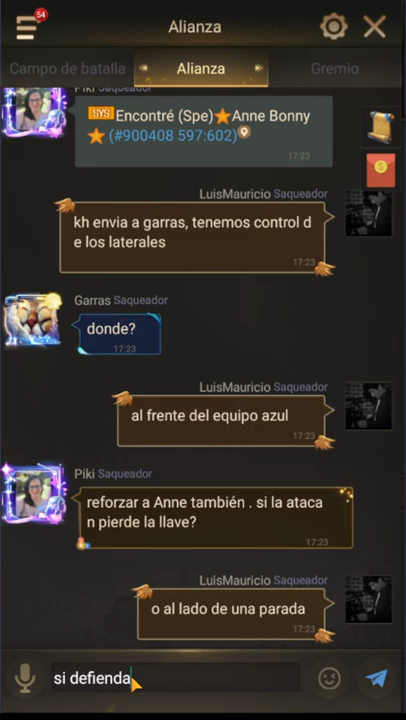 54
Alianza
Campo de batalla
Alianza
Gremio
Piki Saqueador
SYS Encontré (Spe)⭐Anne Bonny
⭐ (#900408 597:602)
17:23
LuisMauricio Saqueador
kh envia a garras, tenemos control d
e los laterales
17:23
Garras Saqueador
donde?
17:23
LuisMauricio Saqueador
al frente del equipo azul
17:23
Piki Saqueador
reforzar a Anne también . si la ataca
n pierde la llave?
17:23
LuisMauricio Saqueador
o al lado de una parada
17:23
si defienda